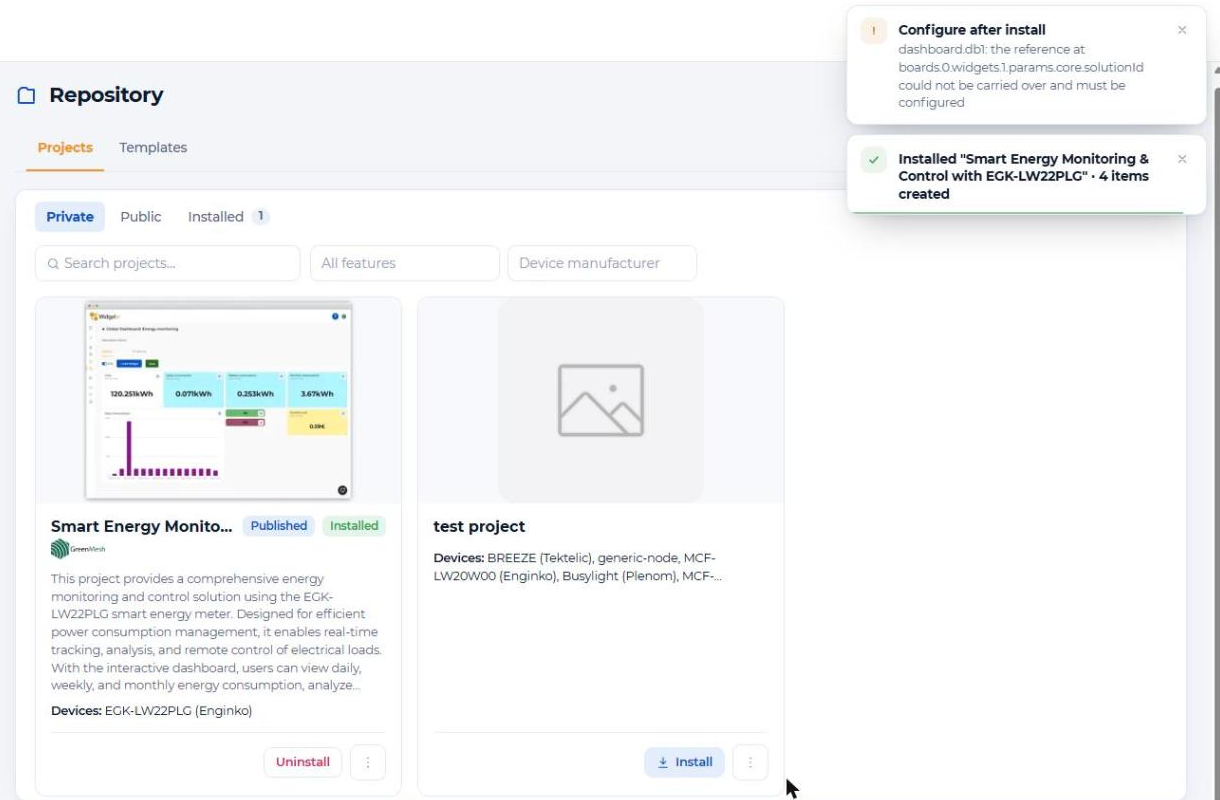 Configure after install
dashboard.db1: the reference at
boards.0.widgets.1.params.core.solutionId
could not be carried over and must be
configured
Repository
Projects
Templates
Installed "Smart Energy Monitoring &
Control with EGK-LW22PLG" · 4 items
created
Private
Public
Installed 1
Search projects...
All features
Device manufacturer
120.251kWh
0.071kWh
0.253kWh
3.67kWh
Smart Energy Monito...
Published
Installed
GreenMesh
This project provides a comprehensive energy
monitoring and control solution using the EGK-
LW22PLG smart energy meter. Designed for efficient
power consumption management, it enables real-time
tracking, analysis, and remote control of electrical loads.
With the interactive dashboard, users can view daily,
weekly, and monthly energy consumption, analyze...
Devices: EGK-LW22PLG (Enginko)
Uninstall
test project
Devices: BREEZE (Tektelic), generic-node, MCF-
LW20W00 (Enginko), Busylight (Plenom), MCF-...
Install